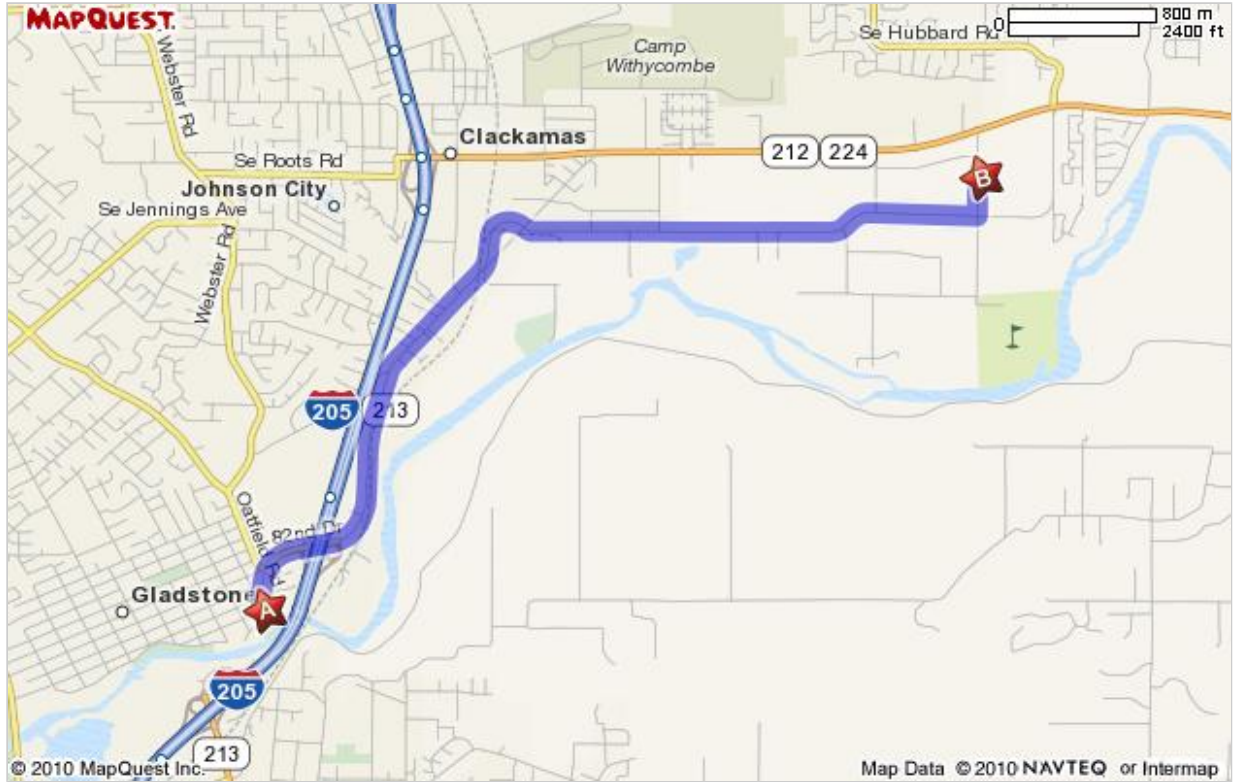 MAPQUEST.
800 m
2400 ft
0
Se Hubbard Rd
Camp
Withycombe
Webster Rd
Clackamas
212 224
Se Roots Rd
Johnson City
Se Jennings Ave
B
Webster Rd
205
213
Oatfield Rd
82nd Dr
Gladstone
A
205
213
© 2010 MapQuest Inc.
Map Data © 2010 NAVTEQ or Intermap